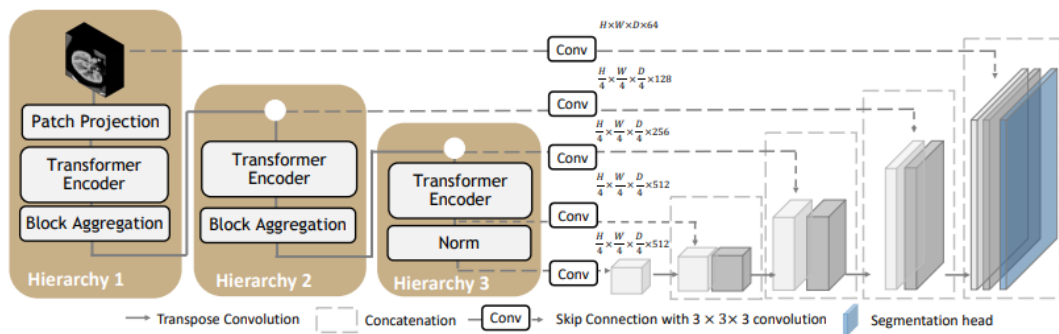 Patch Projection
Transformer
Encoder
Block Aggregation
Hierarchy 1
Transformer
Encoder
Block Aggregation
Hierarchy 2
Transformer
Encoder
Norm
Hierarchy 3
H×W×D×64
Conv
H/4 × W/4 × D/4 ×128
Conv
H/4 × W/4 × D/4 ×256
Conv
H/4 × W/4 × D/4 ×512
Conv
H/4 × W/4 × D/4 ×512
Conv
Transpose Convolution
Concatenation
Conv
Skip Connection with 3 × 3× 3 convolution
Segmentation head